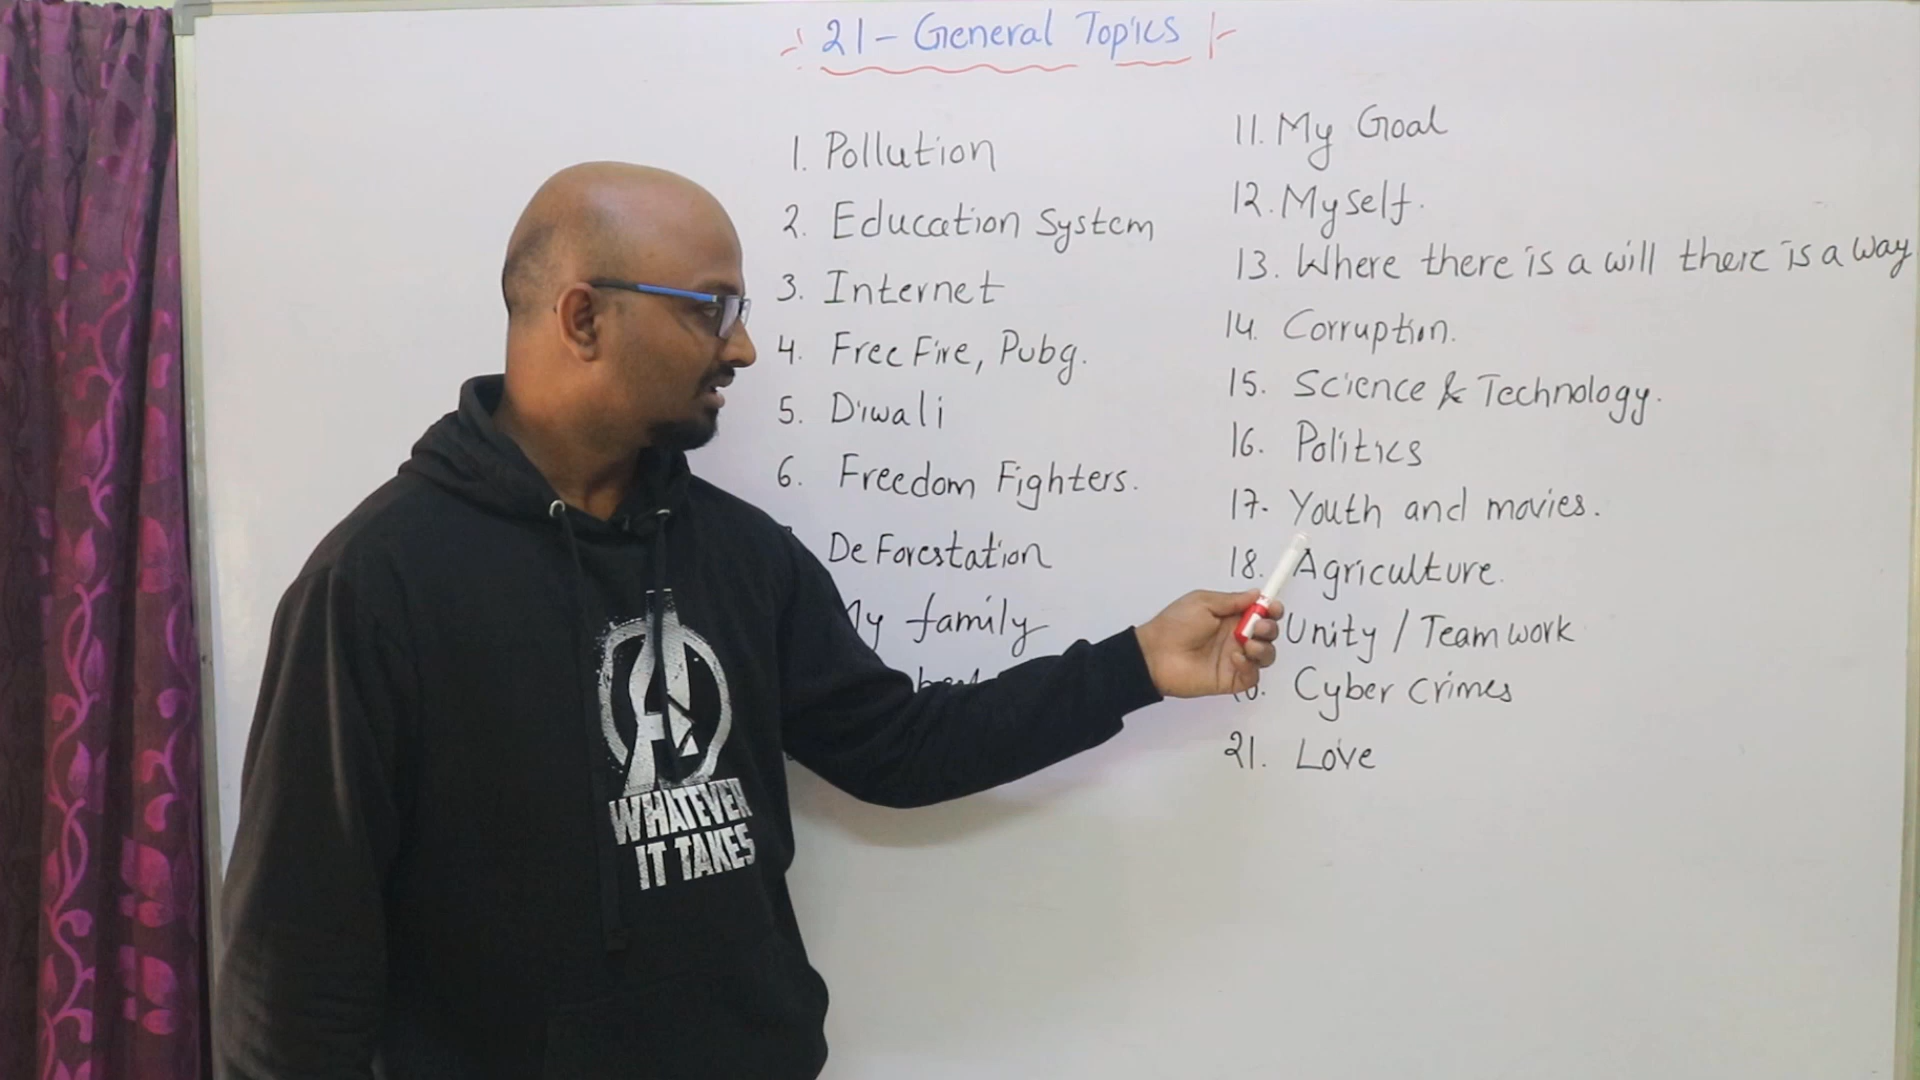 21 - General Topics
1. Pollution
2. Education System
3. Internet
4. Free Fire, Pubg.
5. Diwali
6. Freedom Fighters.
DeForestation
My family
11. My Goal
12. Myself.
13. Where there is a will there is a way
14. Corruption.
15. Science & Technology.
16. Politics
17. Youth and movies.
18. Agriculture.
Unity / Team work
Cyber crimes
21. Love
WHATEVER
IT TAKES